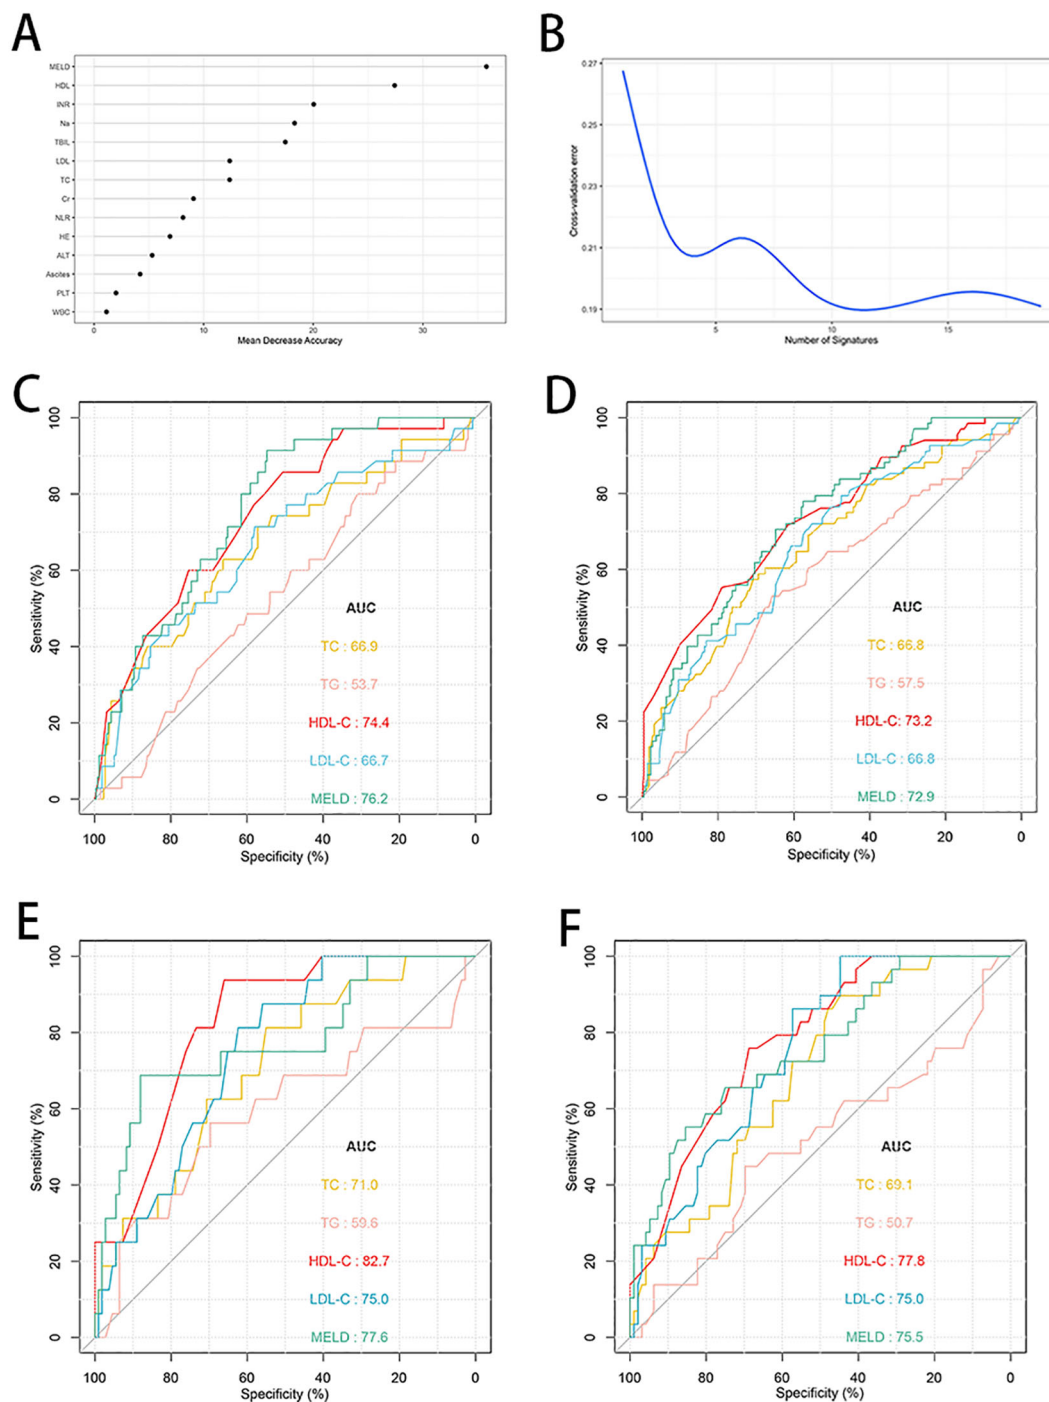 A
MELD
HDL
INR
Na
TBIL
LDL
TC
Cr
NLR
HE
ALT
Ascites
PLT
WBC
0 10 20 30
Mean Decrease Accuracy
B
0.27
0.25
0.23
0.21
0.19
Cross-validation error
5 10 15
Number of Signatures
C
100
80
60
40
20
0
Sensitivity (%)
AUC
TC : 66.9
TG : 53.7
HDL-C : 74.4
LDL-C : 66.7
MELD : 76.2
100 80 60 40 20 0
Specificity (%)
D
100
80
60
40
20
0
Sensitivity (%)
AUC
TC : 66.8
TG : 57.5
HDL-C : 73.2
LDL-C : 66.8
MELD : 72.9
100 80 60 40 20 0
Specificity (%)
E
100
80
60
40
20
0
Sensitivity (%)
AUC
TC : 71.0
TG : 59.6
HDL-C : 82.7
LDL-C : 75.0
MELD : 77.6
100 80 60 40 20 0
Specificity (%)
F
100
80
60
40
20
0
Sensitivity (%)
AUC
TC : 69.1
TG : 50.7
HDL-C : 77.8
LDL-C : 75.0
MELD : 75.5
100 80 60 40 20 0
Specificity (%)